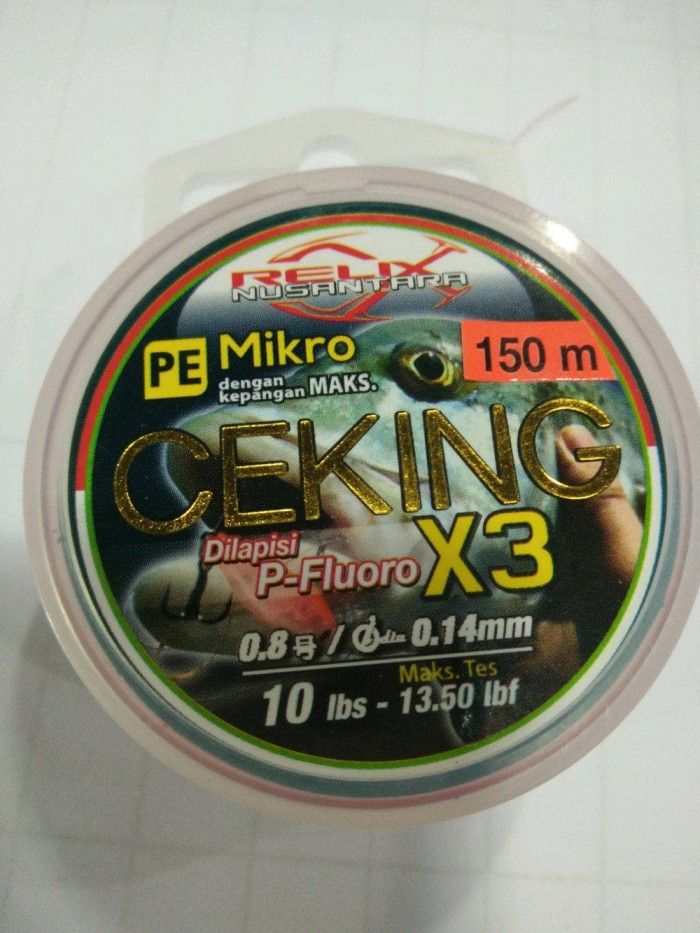 RELIX
NUSANTARA
PE Mikro
dengan
kepangan MAKS.
150 m
CEKING
Dilapisi
P-Fluoro X3
0.8号 / dia 0.14mm
Maks. Tes
10 lbs - 13.50 lbf